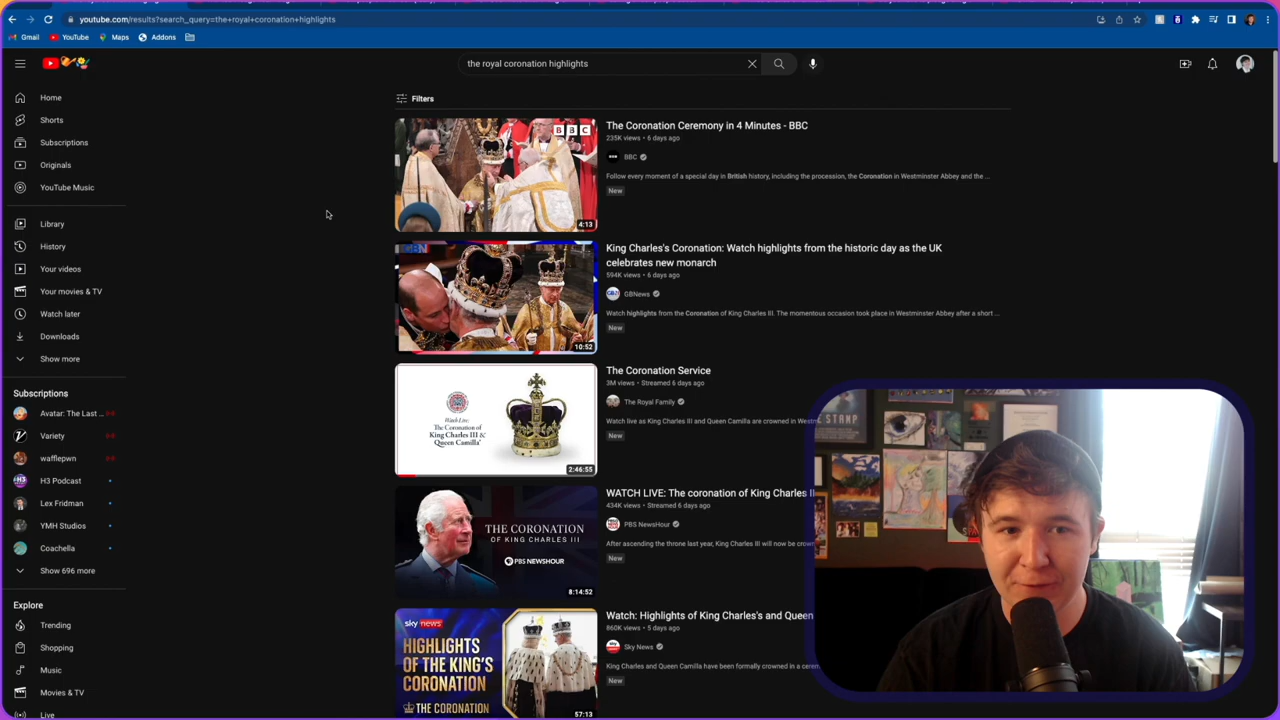 youtube.com/results?search_query=the+royal+coronation+highlights
Gmail
YouTube
Maps
Addons
the royal coronation highlights
Home
Shorts
Subscriptions
Originals
YouTube Music
Library
History
Your videos
Your movies & TV
Watch later
Downloads
Show more
Subscriptions
Avatar: The Last ...
Variety
wafflepwn
H3 Podcast
Lex Fridman
YMH Studios
Coachella
Show 696 more
Explore
Trending
Shopping
Music
Movies & TV
Live
Filters
BBC
4:13
The Coronation Ceremony in 4 Minutes - BBC
235K views • 6 days ago
BBC
Follow every moment of a special day in British history, including the procession, the Coronation in Westminster Abbey and the ...
New
GBN
10:52
King Charles's Coronation: Watch highlights from the historic day as the UK
celebrates new monarch
594K views • 6 days ago
GBNews
Watch highlights from the Coronation of King Charles III. The momentous occasion took place in Westminster Abbey after a short ...
New
Watch Live:
The Coronation of
King Charles III &
Queen Camilla
2:46:55
The Coronation Service
3M views • Streamed 6 days ago
The Royal Family
Watch live as King Charles III and Queen Camilla are crowned in Westm
New
THE CORONATION
OF KING CHARLES III
PBS NEWSHOUR
8:14:52
WATCH LIVE: The coronation of King Charles I
434K views • Streamed 6 days ago
PBS NewsHour
After ascending the throne last year, King Charles III will now be crown
New
sky news
HIGHLIGHTS
OF THE KING'S
CORONATION
THE CORONATION
57:13
Watch: Highlights of King Charles's and Queen
860K views • 5 days ago
Sky News
King Charles and Queen Camilla have been formally crowned in a cerem
New
STAMP